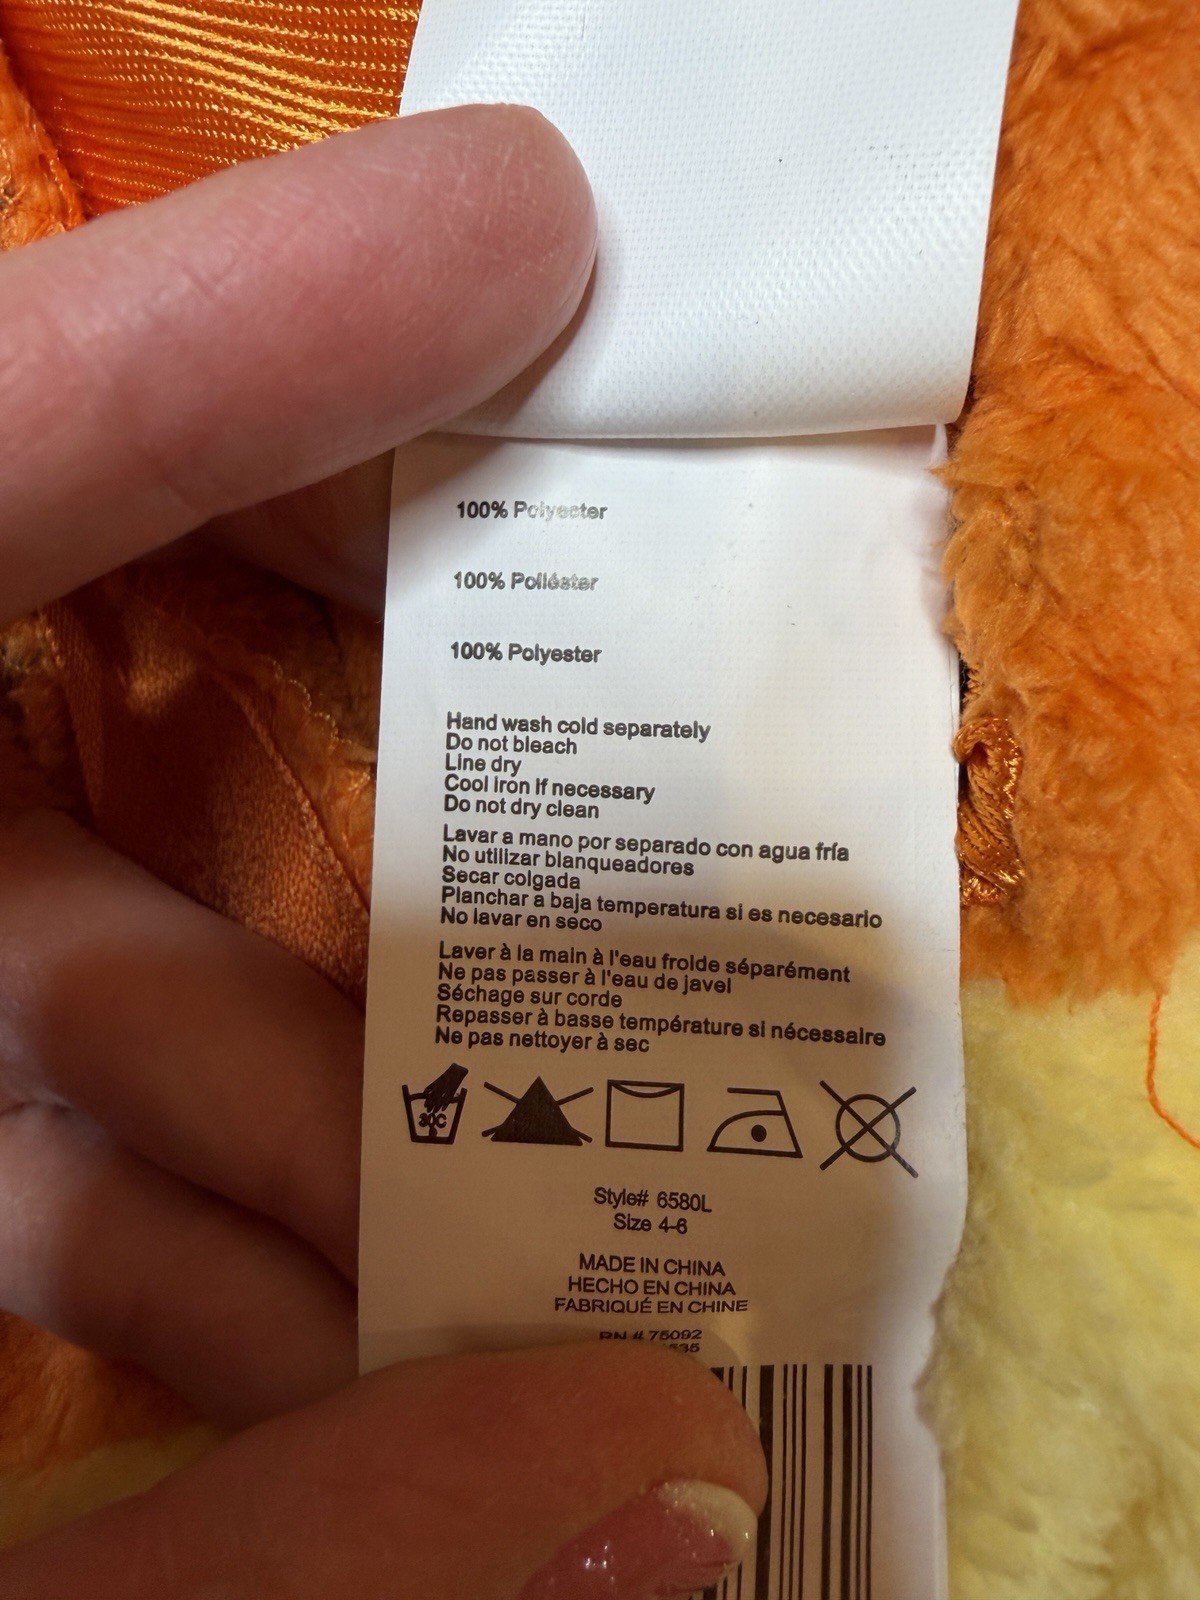 100% Polyester
100% Poliéster
100% Polyester
Hand wash cold separately
Do not bleach
Line dry
Cool iron if necessary
Do not dry clean
Lavar a mano por separado con agua fría
No utilizar blanqueadores
Secar colgada
Planchar a baja temperatura si es necesario
No lavar en seco
Laver à la main à l'eau froide séparément
Ne pas passer à l'eau de javel
Séchage sur corde
Repasser à basse température si nécessaire
Ne pas nettoyer à sec
30C
Style# 6580L
Size 4-6
MADE IN CHINA
HECHO EN CHINA
FABRIQUÉ EN CHINE
RN # 75092